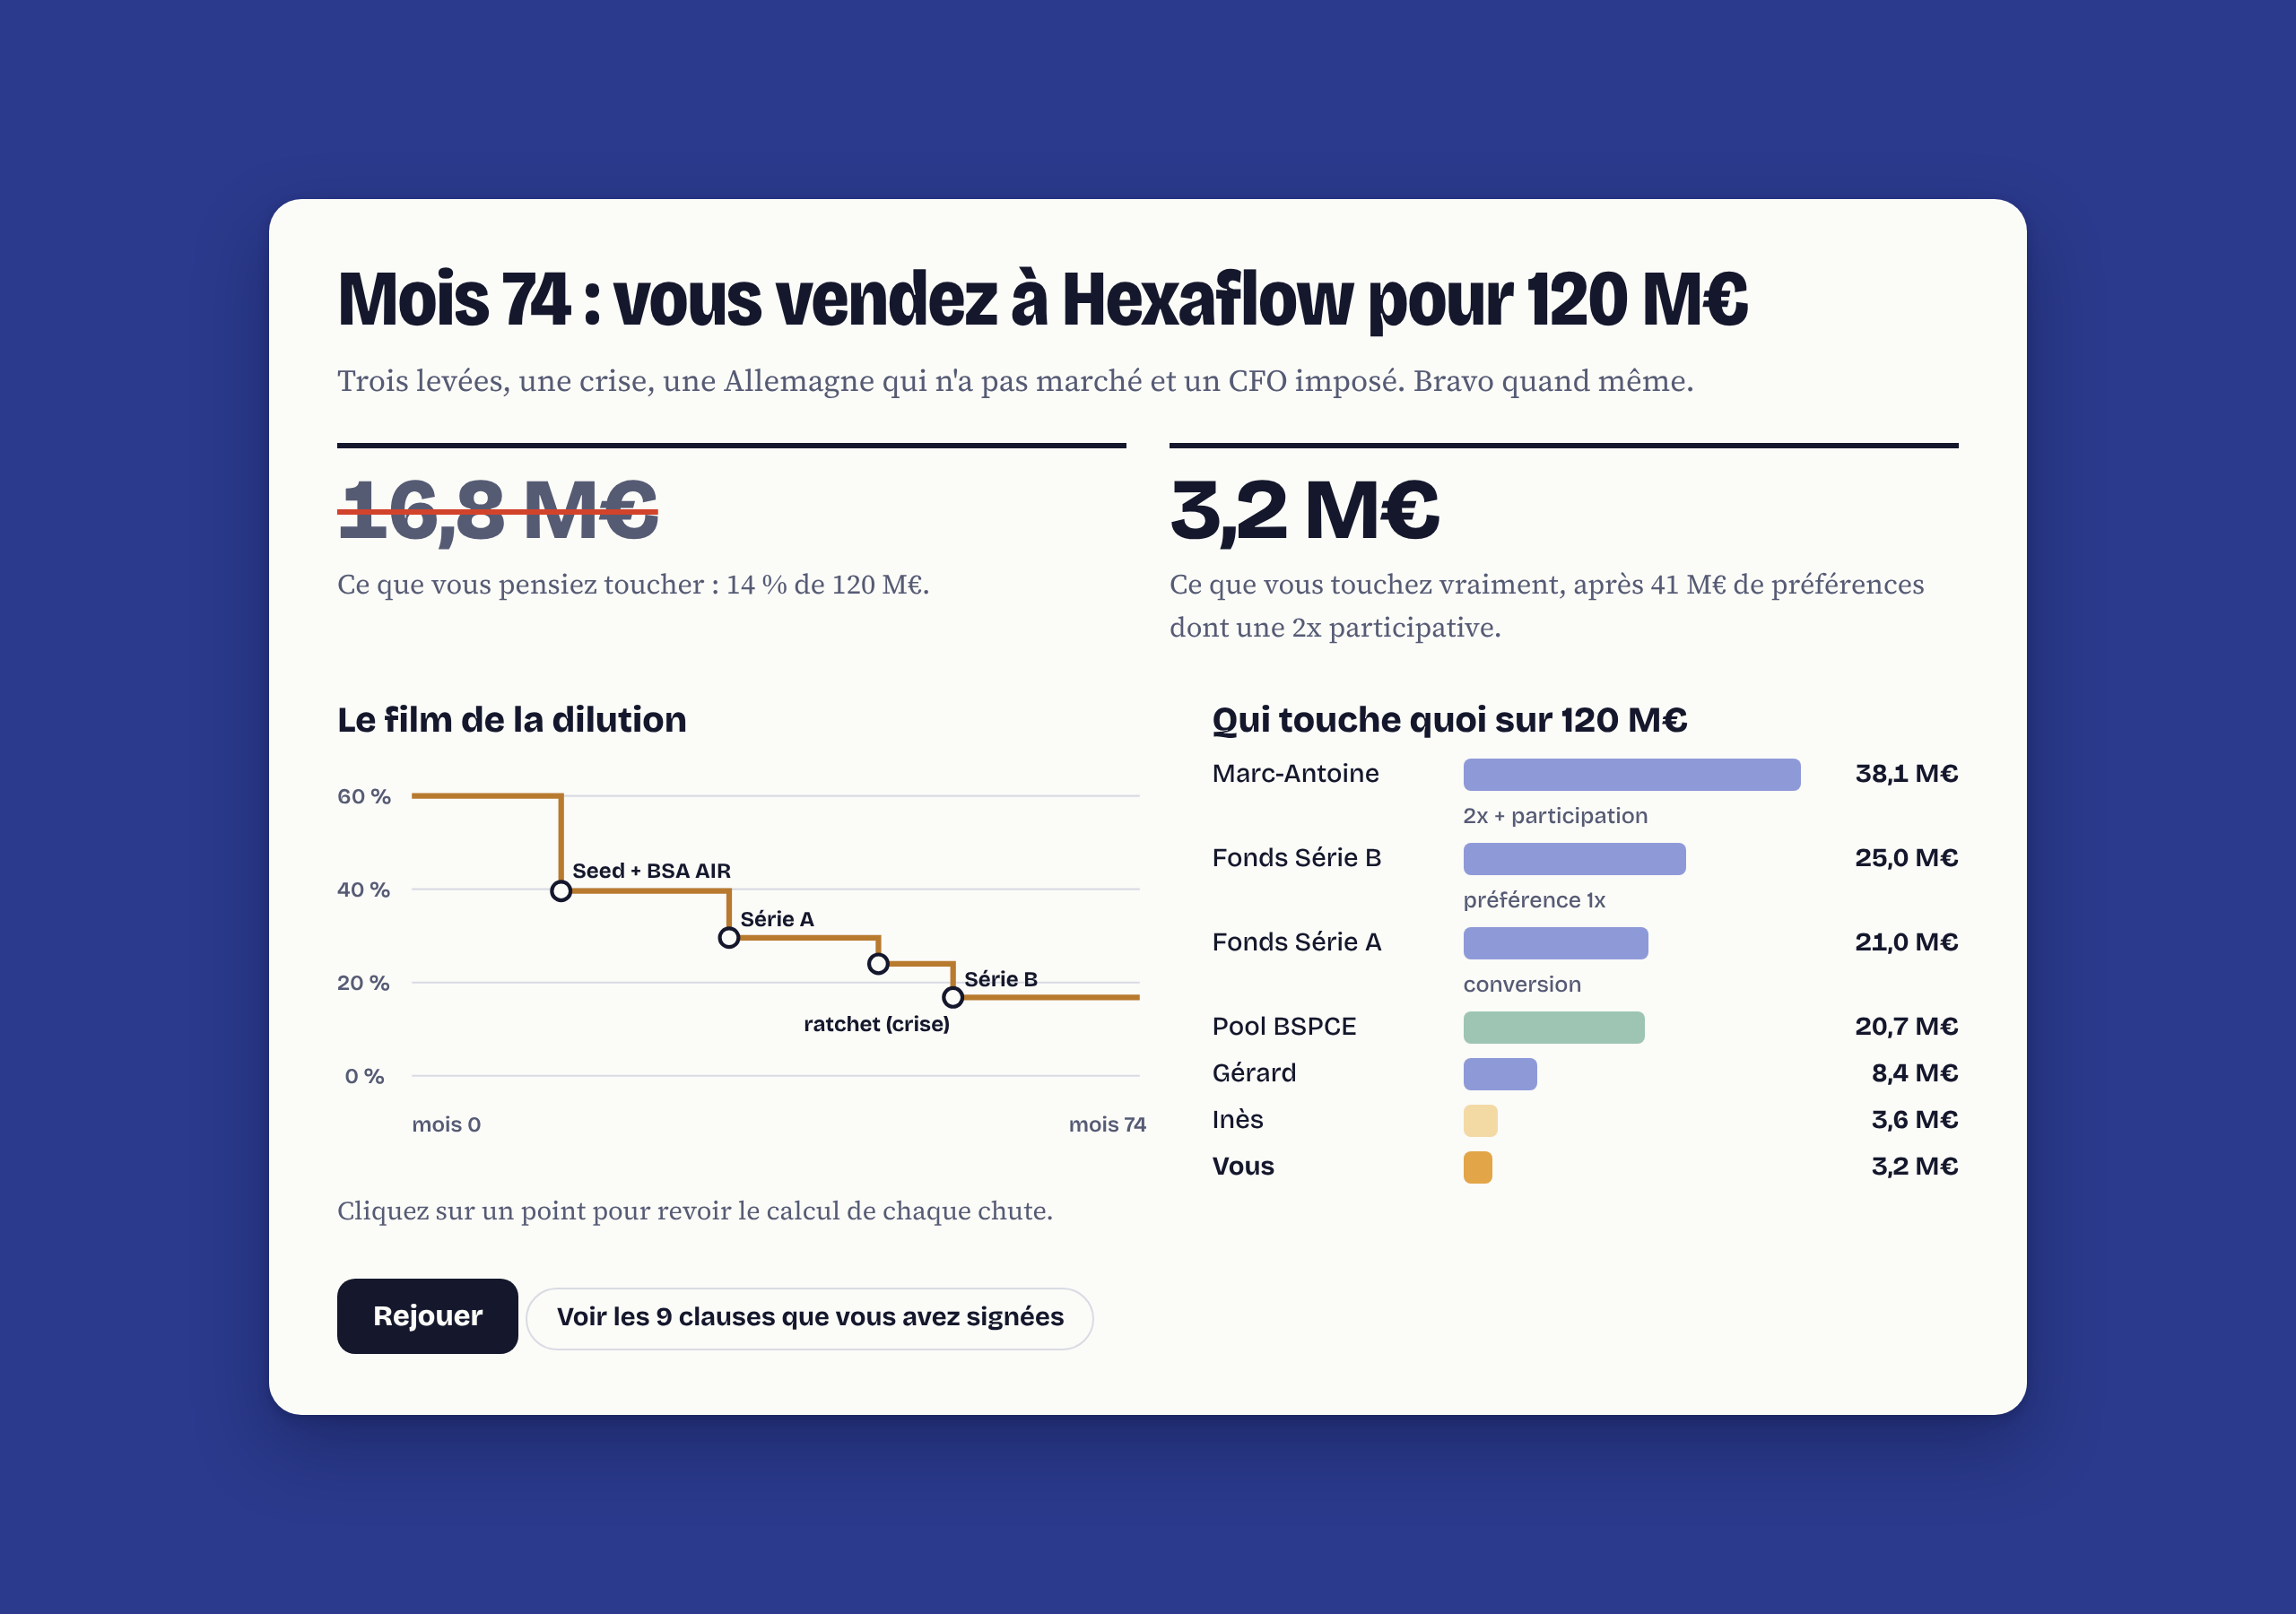 Mois 74 : vous vendez à Hexaflow pour 120 M€
Trois levées, une crise, une Allemagne qui n'a pas marché et un CFO imposé. Bravo quand même.
16,8 M€
Ce que vous pensiez toucher : 14 % de 120 M€.
3,2 M€
Ce que vous touchez vraiment, après 41 M€ de préférences
dont une 2x participative.
Le film de la dilution
60 %
40 %
20 %
0 %
Seed + BSA AIR
Série A
Série B
ratchet (crise)
mois 0
mois 74
Cliquez sur un point pour revoir le calcul de chaque chute.
Qui touche quoi sur 120 M€
Marc-Antoine 38,1 M€
2x + participation
Fonds Série B 25,0 M€
préférence 1x
Fonds Série A 21,0 M€
conversion
Pool BSPCE 20,7 M€
Gérard 8,4 M€
Inès 3,6 M€
Vous 3,2 M€
Rejouer
Voir les 9 clauses que vous avez signées